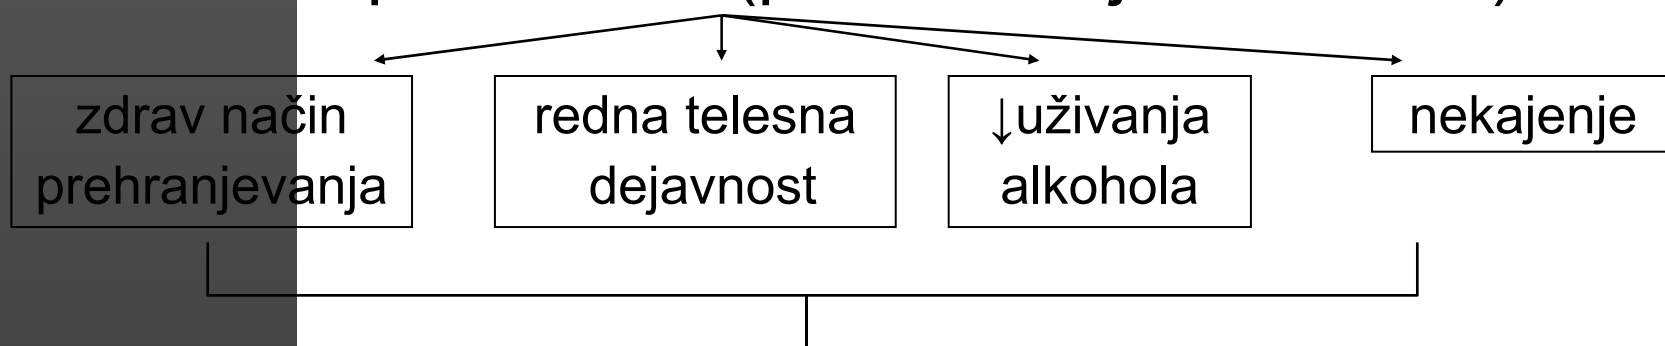 zdrav način
prehranjevanja
redna telesna
dejavnost
↓uživanja
alkohola
nekajenje